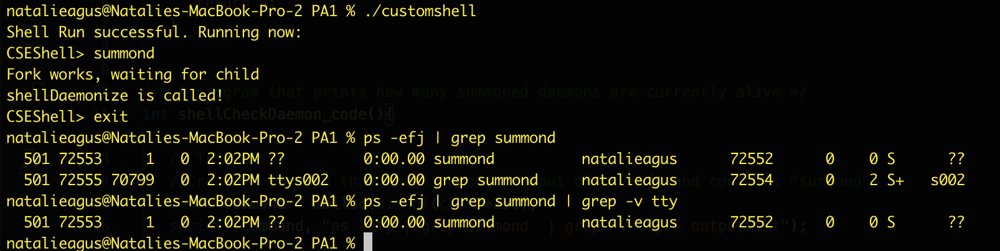 natalieagus@Natalies-MacBook-Pro-2 PA1 % ./customshell
Shell Run successful. Running now:
CSEShell> summond
Fork works, waiting for child
shellDaemonize is called!
CSEShell> exit
natalieagus@Natalies-MacBook-Pro-2 PA1 % ps -efj | grep summond
501 72553 1 0 2:02PM ?? 0:00.00 summond natalieagus 72552 0 0 S ??
501 72555 70799 0 2:02PM ttys002 0:00.00 grep summond natalieagus 72554 0 2 S+ s002
natalieagus@Natalies-MacBook-Pro-2 PA1 % ps -efj | grep summond | grep -v tty
501 72553 1 0 2:02PM ?? 0:00.00 summond natalieagus 72552 0 0 S ??
natalieagus@Natalies-MacBook-Pro-2 PA1 %